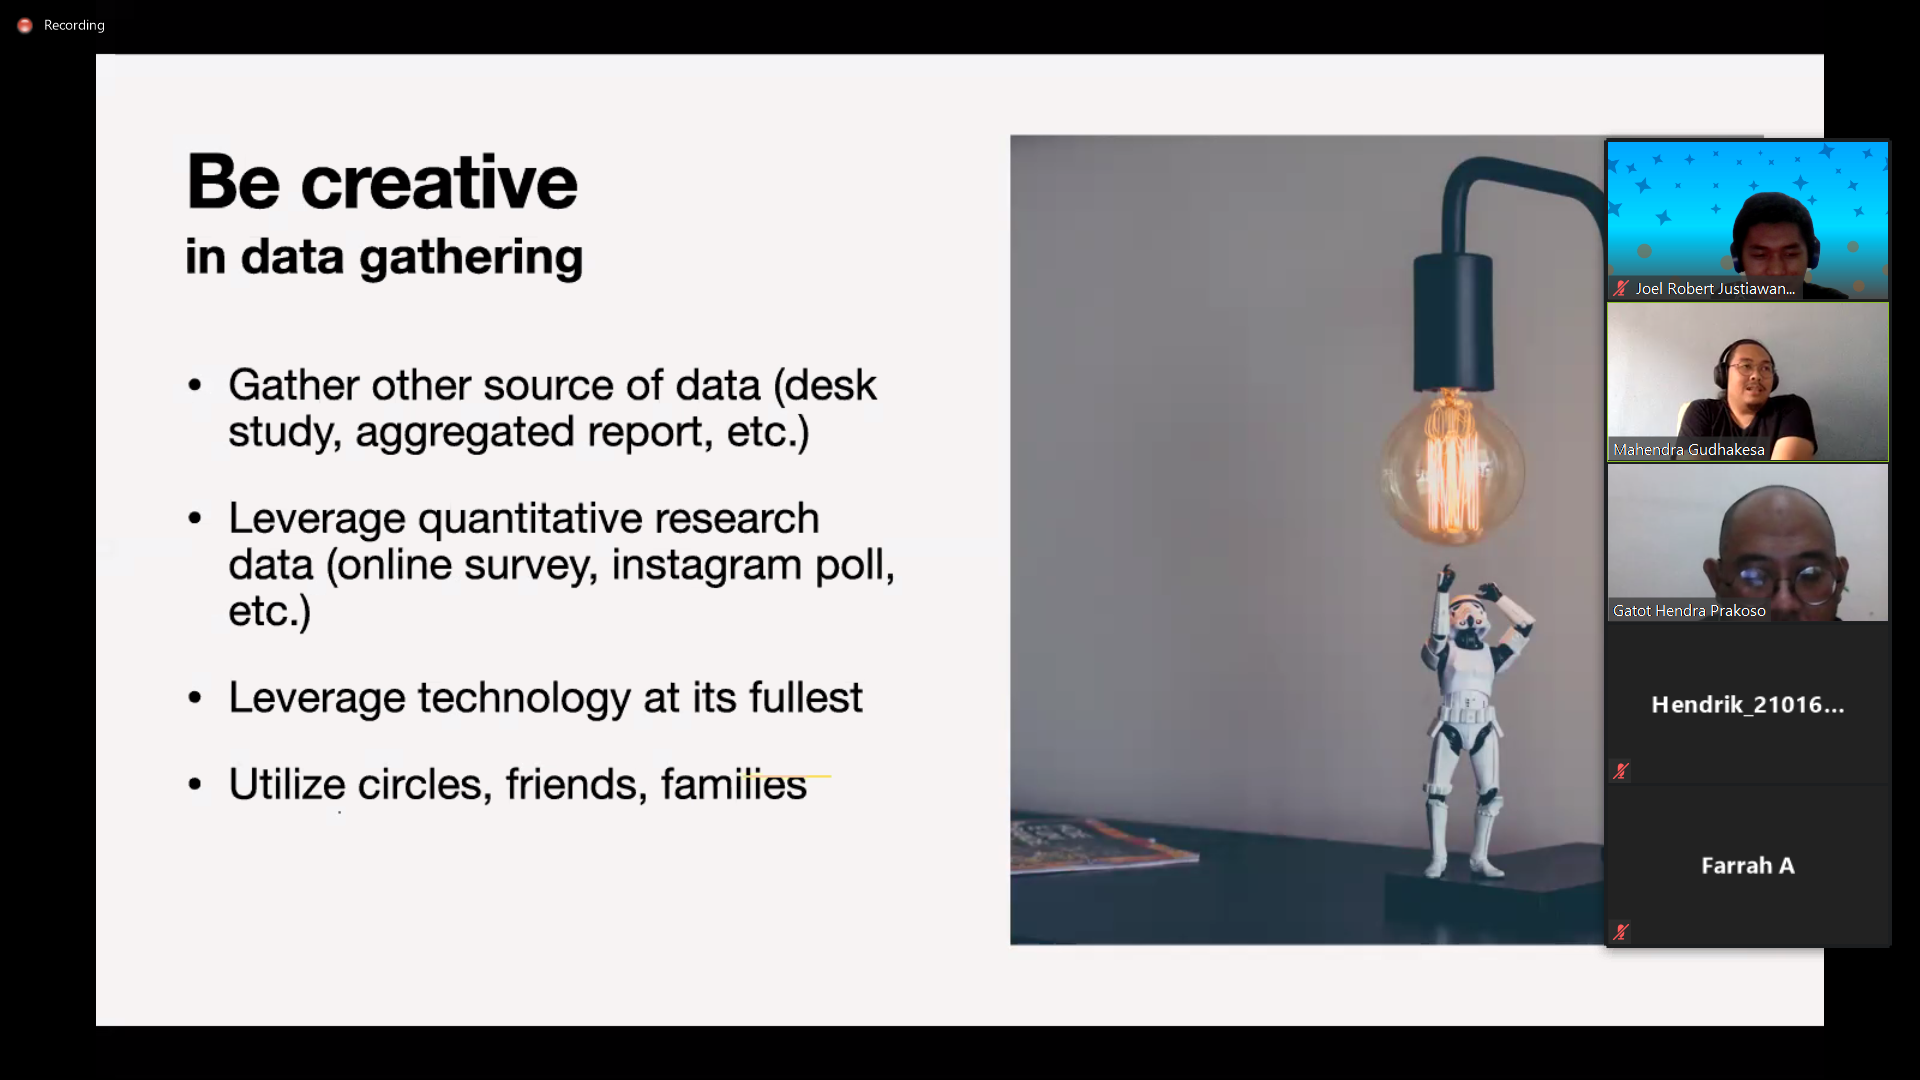 Recording
Be creative
in data gathering
• Gather other source of data (desk
study, aggregated report, etc.)
• Leverage quantitative research
data (online survey, instagram poll,
etc.)
• Leverage technology at its fullest
• Utilize circles, friends, families
Joel Robert Justiawan...
Mahendra Gudhakesa
Gatot Hendra Prakoso
Hendrik_21016...
Farrah A